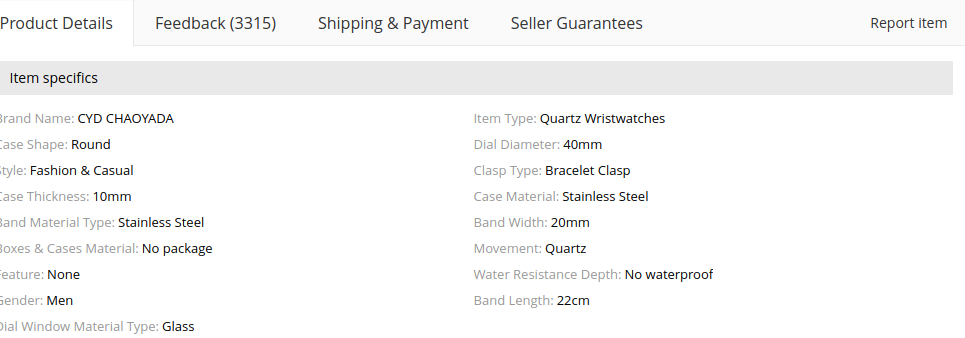 Product Details Feedback (3315) Shipping & Payment Seller Guarantees Report item
Item specifics
Brand Name: CYD CHAOYADA Item Type: Quartz Wristwatches
Case Shape: Round Dial Diameter: 40mm
Style: Fashion & Casual Clasp Type: Bracelet Clasp
Case Thickness: 10mm Case Material: Stainless Steel
Band Material Type: Stainless Steel Band Width: 20mm
Boxes & Cases Material: No package Movement: Quartz
Feature: None Water Resistance Depth: No waterproof
Gender: Men Band Length: 22cm
Dial Window Material Type: Glass